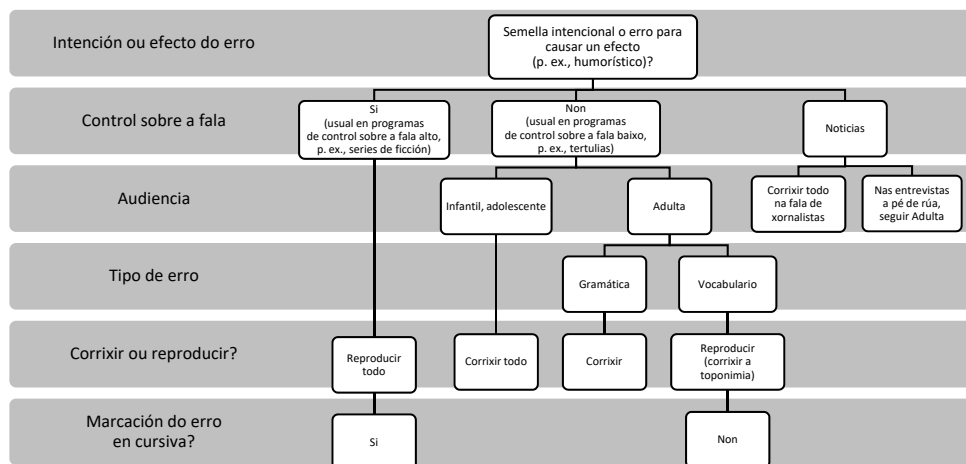 Intención ou efecto do erro
Semella intencional o erro para
causar un efecto
(p. ex., humorístico)?
Control sobre a fala
Si
(usual en programas
de control sobre a fala alto,
p. ex., series de ficción)
Non
(usual en programas
de control sobre a fala baixo,
p. ex., tertulias)
Noticias
Audiencia
Infantil, adolescente
Adulta
Corrixir todo
na fala de
xornalistas
Nas entrevistas
a pé de rúa,
seguir Adulta
Tipo de erro
Gramática
Vocabulario
Corrixir ou reproducir?
Reproducir
todo
Corrixir todo
Corrixir
Reproducir
(corrixir a
toponimia)
Marcación do erro
en cursiva?
Si
Non